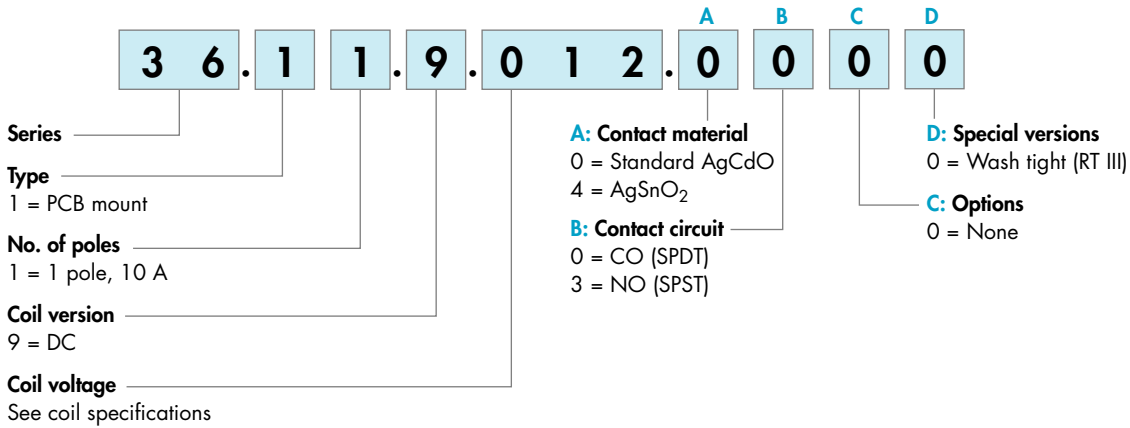 A B C D
3 6 . 1 1 . 9 . 0 1 2 . 0 0 0 0
Series
Type
1 = PCB mount
No. of poles
1 = 1 pole, 10 A
Coil version
9 = DC
Coil voltage
See coil specifications
A: Contact material
0 = Standard AgCdO
4 = AgSnO2
B: Contact circuit
0 = CO (SPDT)
3 = NO (SPST)
D: Special versions
0 = Wash tight (RT III)
C: Options
0 = None